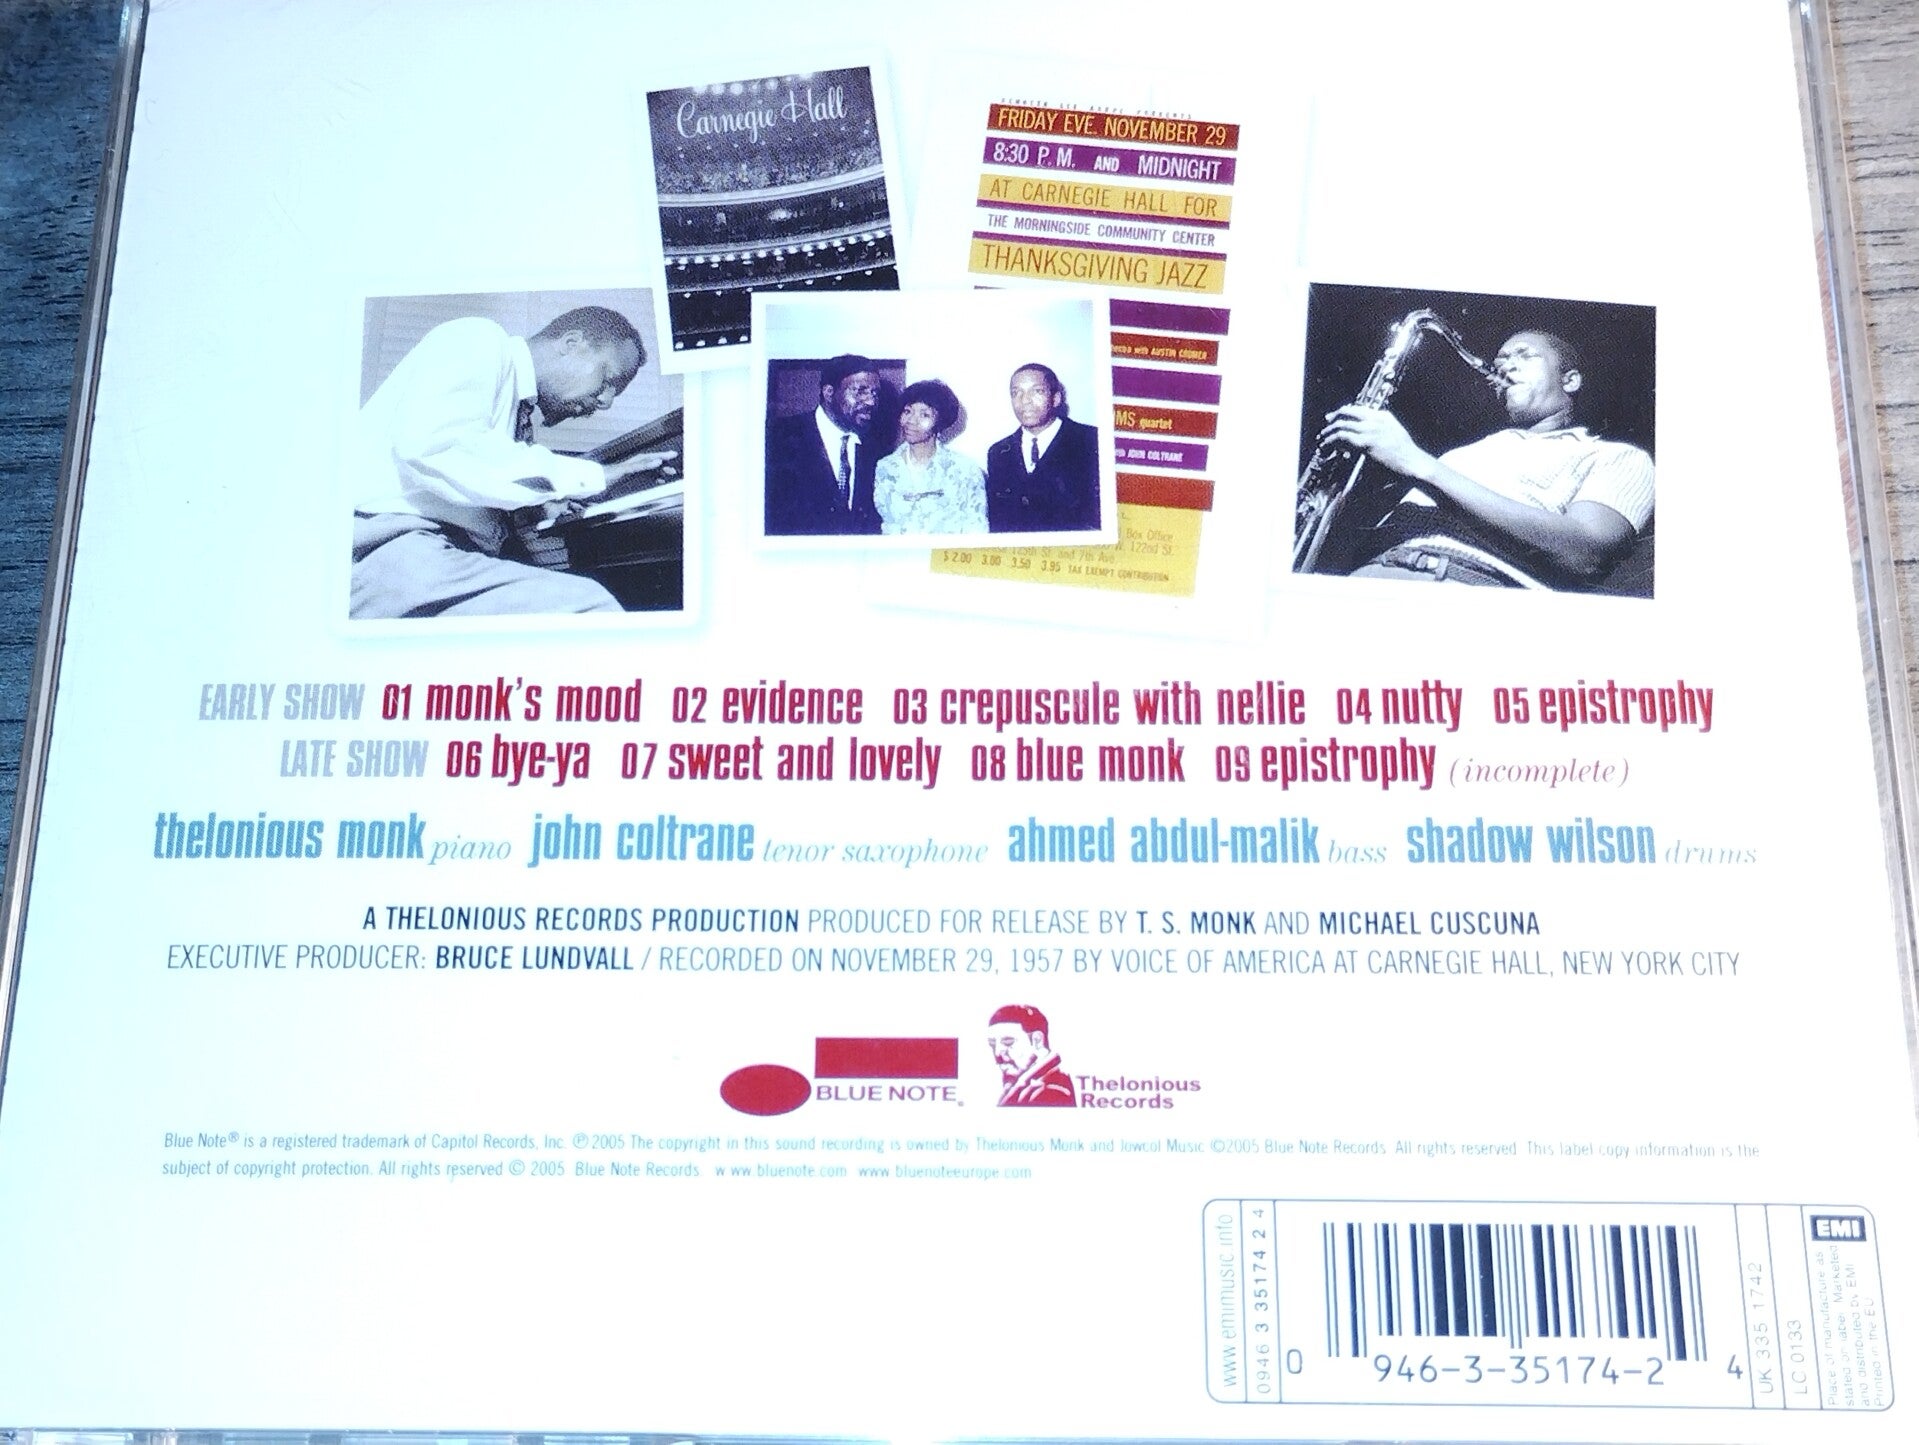 Carnegie Hall
FRIDAY EVE. NOVEMBER 29
8:30 P.M. AND MIDNIGHT
AT CARNEGIE HALL FOR
THE MORNINGSIDE COMMUNITY CENTER
THANKSGIVING JAZZ
with AUSTIN CROMER
MS quartet
JOHN COLTRANE
Box Office
W. 122nd St.
125th St. and 7th Ave.
$2.00 3.00 3.50 3.95 TAX EXEMPT CONTRIBUTION
EARLY SHOW 01 monk's mood 02 evidence 03 crepuscule with nellie 04 nutty 05 epistrophy
LATE SHOW 06 bye-ya 07 sweet and lovely 08 blue monk 09 epistrophy (incomplete)
thelonious monk piano john coltrane tenor saxophone ahmed abdul-malik bass shadow wilson drums
A THELONIOUS RECORDS PRODUCTION PRODUCED FOR RELEASE BY T. S. MONK AND MICHAEL CUSCUNA
EXECUTIVE PRODUCER: BRUCE LUNDVALL / RECORDED ON NOVEMBER 29, 1957 BY VOICE OF AMERICA AT CARNEGIE HALL, NEW YORK CITY
BLUE NOTE®
Thelonious
Records
Blue Note® is a registered trademark of Capitol Records, Inc. ℗2005 The copyright in this sound recording is owned by Thelonious Monk and Jowcol Music ©2005 Blue Note Records. All rights reserved. This label copy information is the
subject of copyright protection. All rights reserved © 2005 Blue Note Records www.bluenote.com www.bluenoteeurope.com
www.emimusic.info
0946 3 35174 2 4
0 946-3-35174-2 4
UK 335 1742
LC 0133
EMI
Place of manufacture as
stated on label. Marketed
and distributed by EMI
Printed in the EU